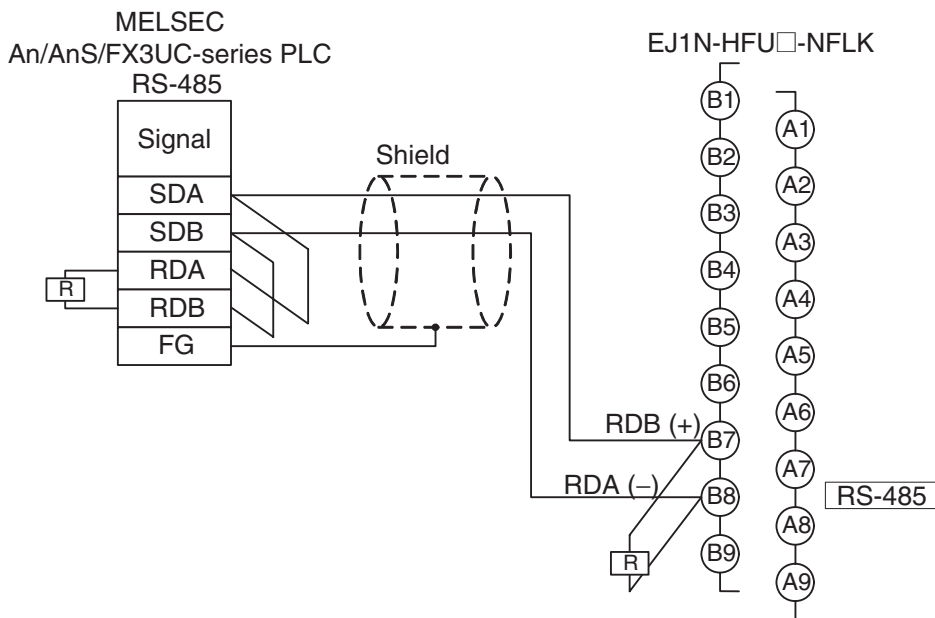 MELSEC
An/AnS/FX3UC-series PLC
RS-485
Signal
SDA
SDB
RDA
RDB
FG
R
Shield
EJ1N-HFU□-NFLK
B1
B2
B3
B4
B5
B6
RDB (+) B7
RDA (–) B8
B9
R
A1
A2
A3
A4
A5
A6
A7
A8
A9
RS-485